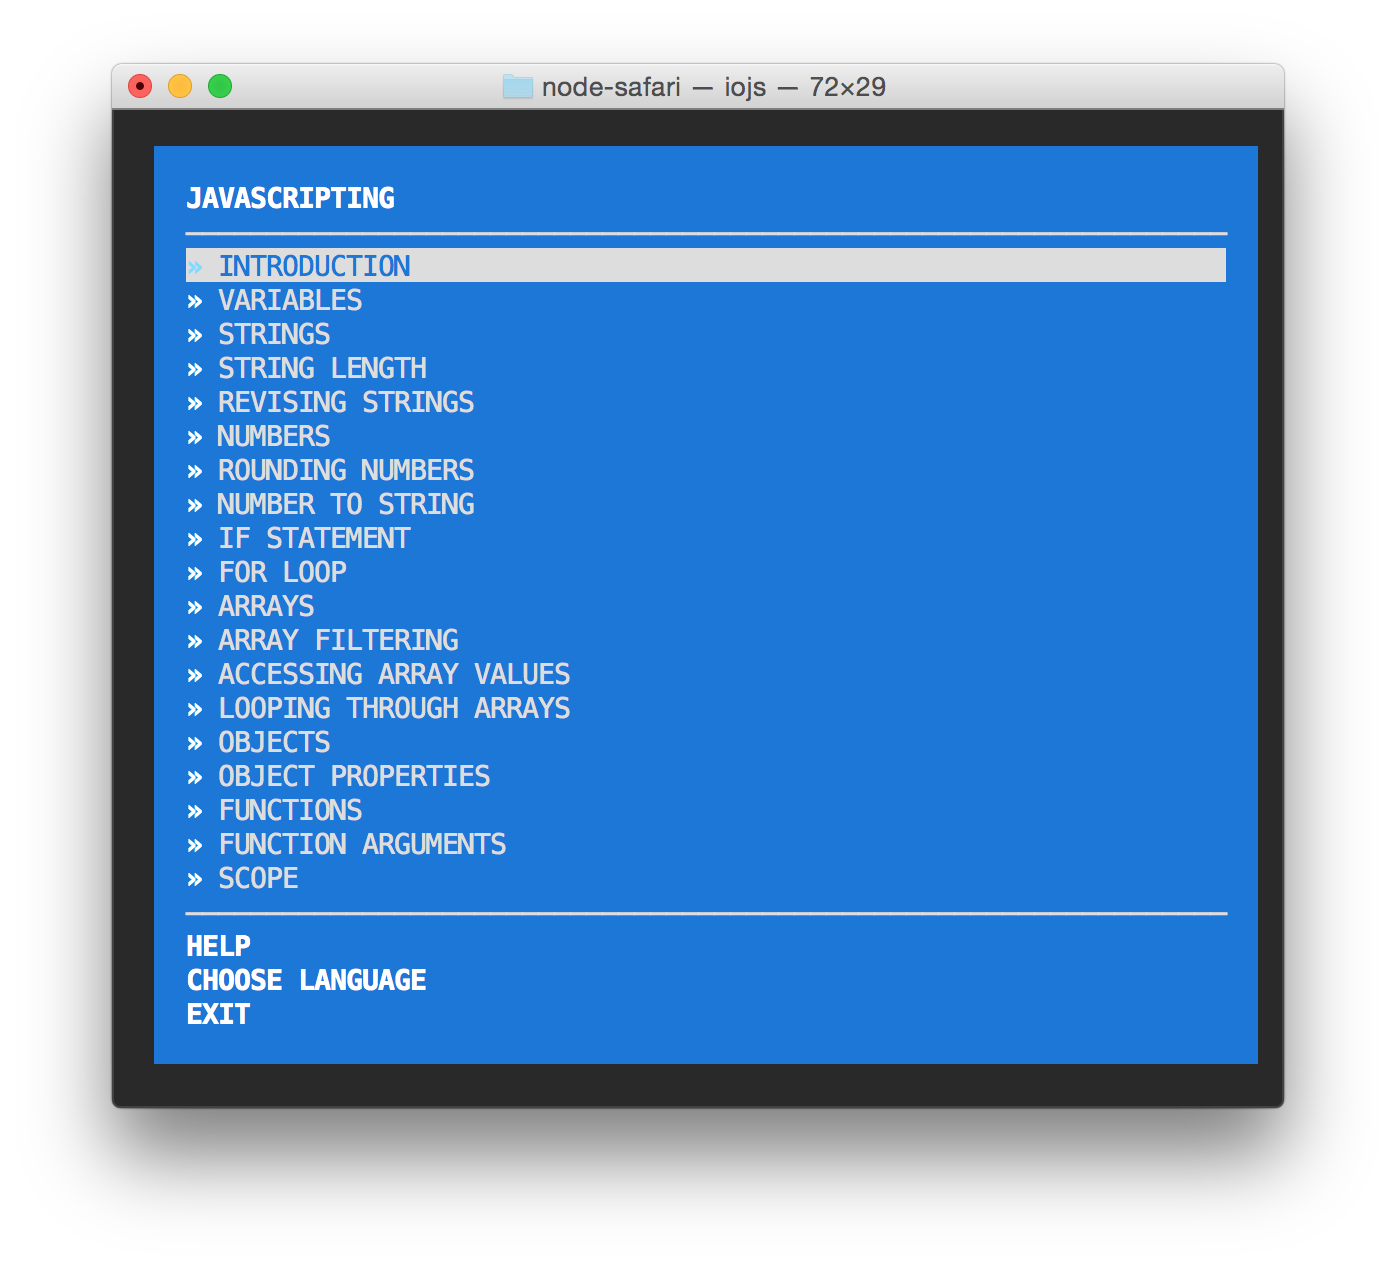 node-safari — iojs — 72×29
JAVASCRIPTING
» INTRODUCTION
» VARIABLES
» STRINGS
» STRING LENGTH
» REVISING STRINGS
» NUMBERS
» ROUNDING NUMBERS
» NUMBER TO STRING
» IF STATEMENT
» FOR LOOP
» ARRAYS
» ARRAY FILTERING
» ACCESSING ARRAY VALUES
» LOOPING THROUGH ARRAYS
» OBJECTS
» OBJECT PROPERTIES
» FUNCTIONS
» FUNCTION ARGUMENTS
» SCOPE
HELP
CHOOSE LANGUAGE
EXIT